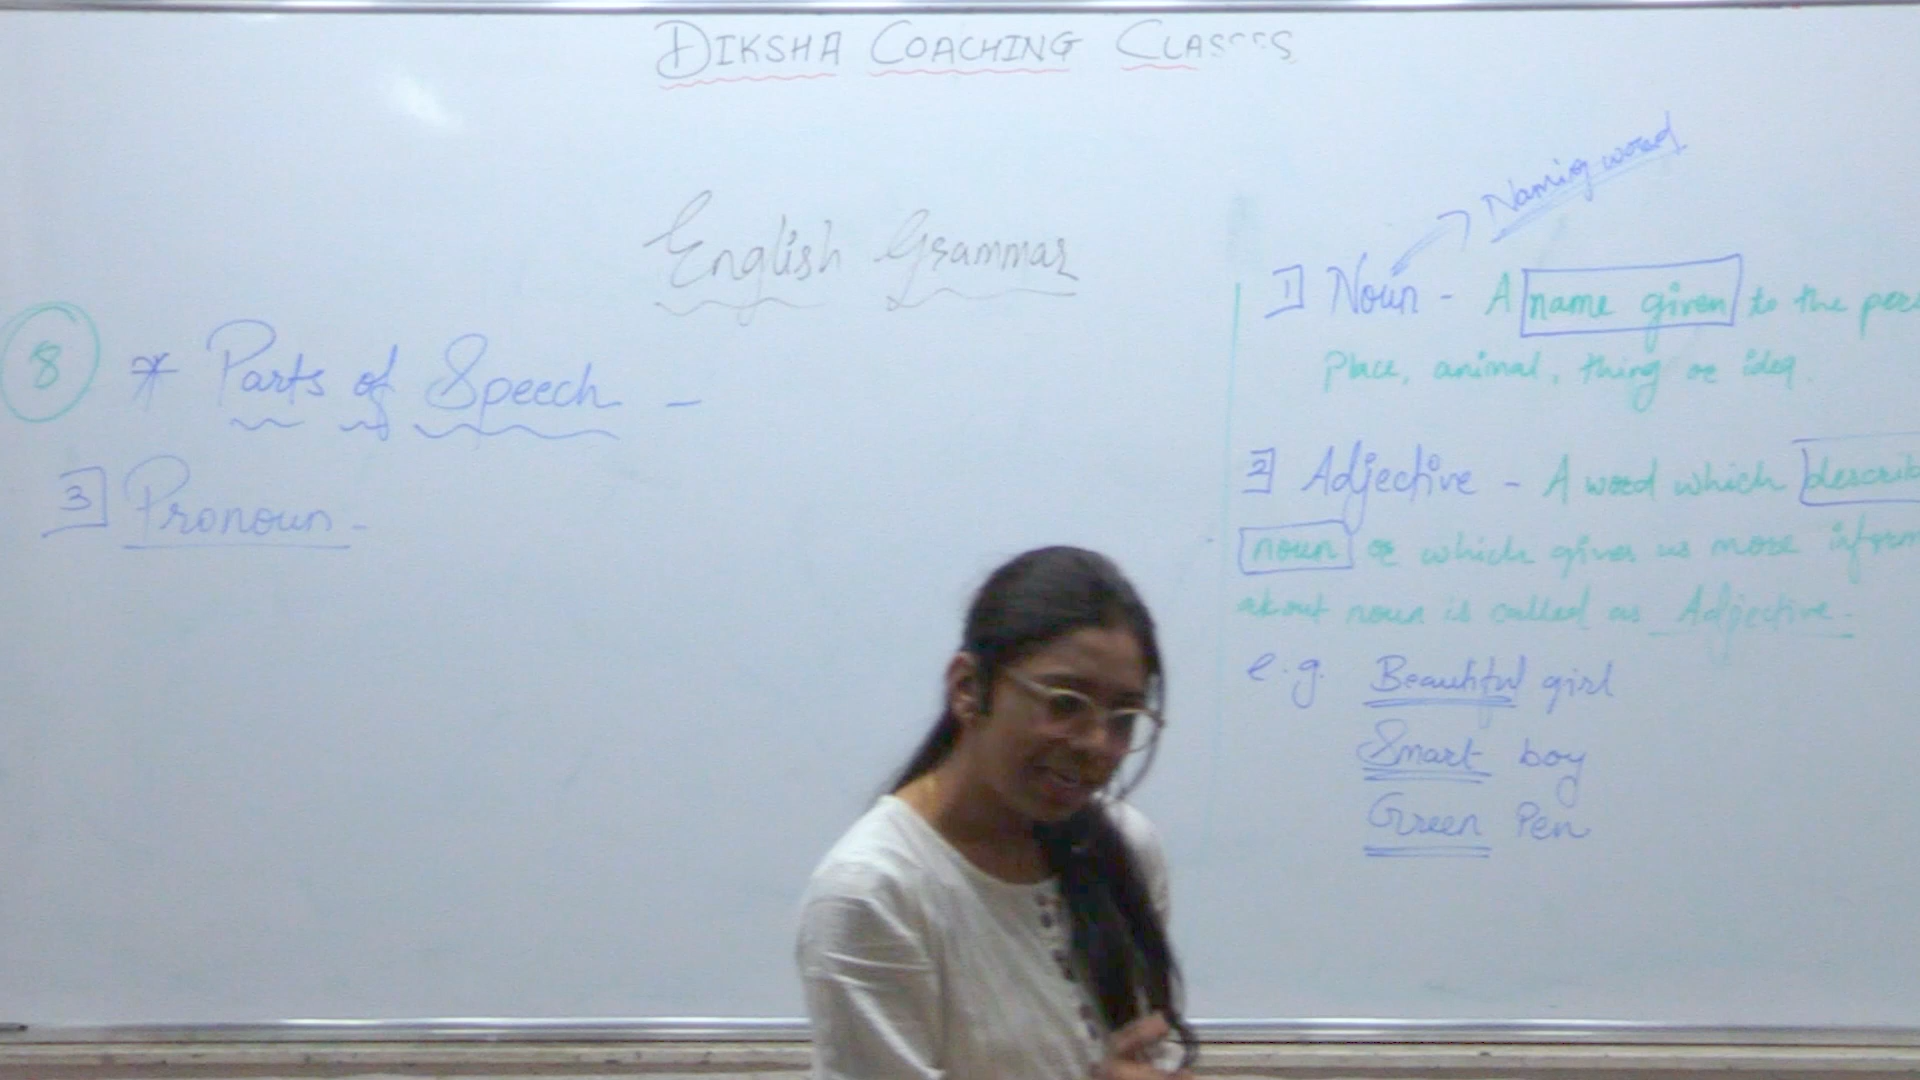 DIKSHA COACHING CLASSES
English Grammar
8 * Parts of Speech -
3] Pronoun -
Naming word
1] Noun - A name given to the per
Place, animal, thing or idea.
2] Adjective - A word which describ
noun or which gives us more inform
about noun is called as Adjective.
e.g. Beautiful girl
Smart boy
Green Pen